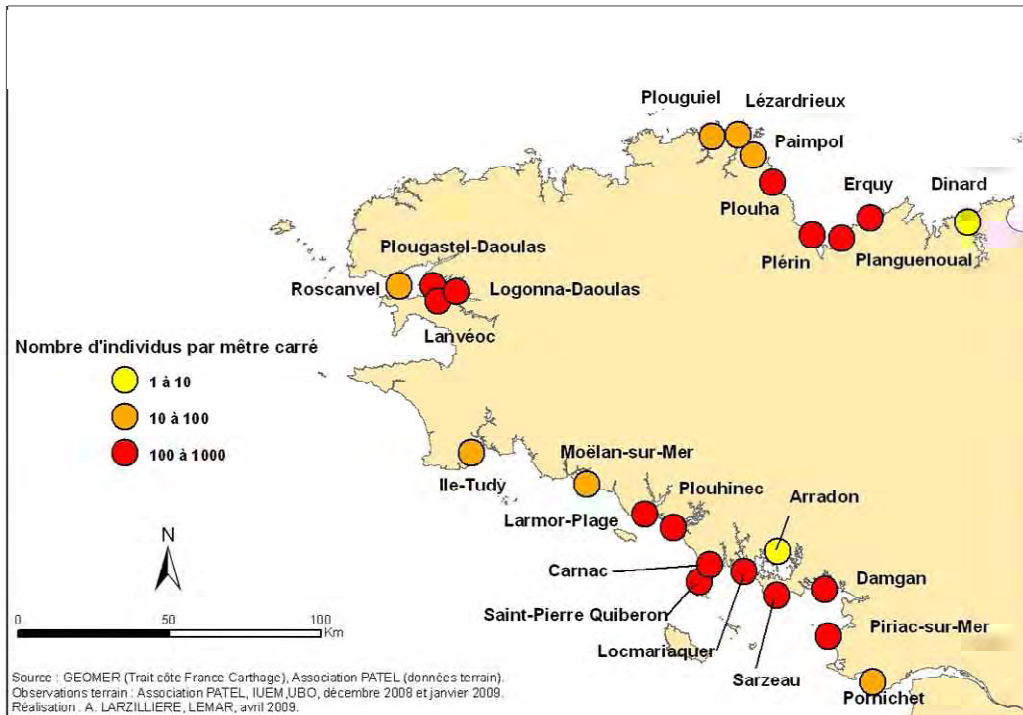 Plouguiel
Lézardrieux
Paimpol
Erquy
Dinard
Plouha
Plougastel-Daoulas
Plérin
Planguenoual
Roscanvel
Logonna-Daoulas
Lanvéoc
Nombre d'individus par mêtre carré
1 à 10
10 à 100
100 à 1000
Moëlan-sur-Mer
Ile-Tudy
Plouhinec
Arradon
Larmor-Plage
N
Carnac
Damgan
Saint-Pierre Quiberon
Piriac-sur-Mer
0 50 100
Km
Locmariaquer
Sarzeau
Pornichet
Source : GEOMER (Trait côte France Carthage), Association PATEL (données terrain).
Observations terrain : Association PATEL, IUEM,UBO, décembre 2008 et janvier 2009.
Réalisation : A. LARZILLIERE, LEMAR, avril 2009.